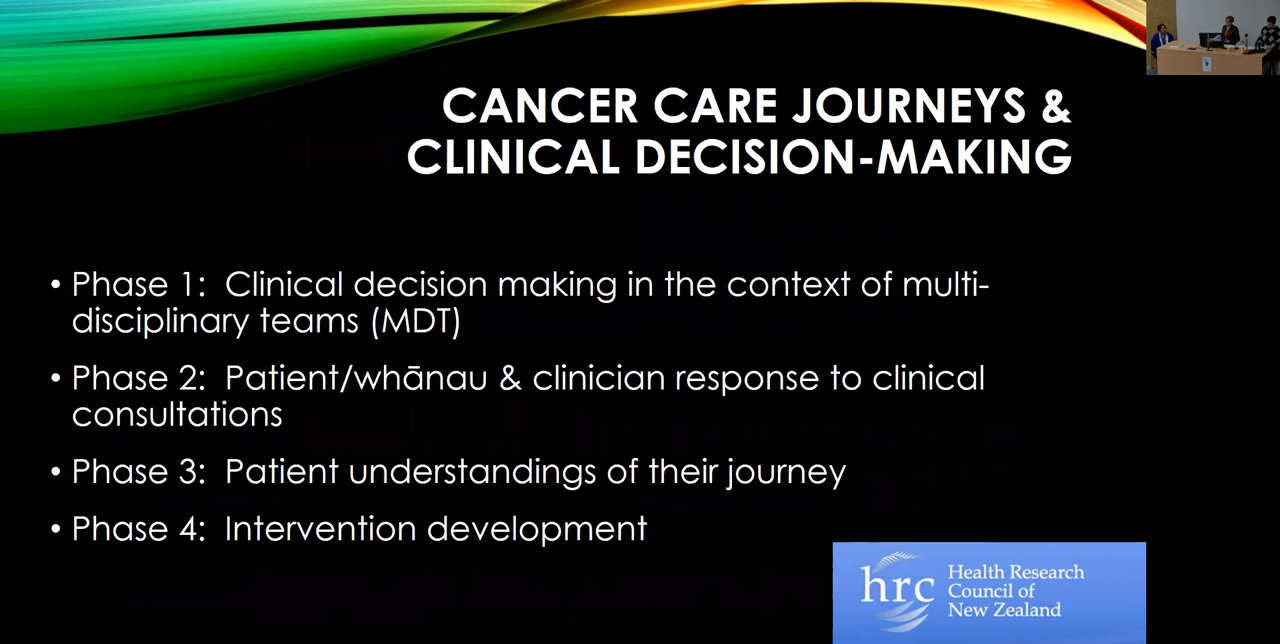 CANCER CARE JOURNEYS &
CLINICAL DECISION-MAKING
• Phase 1: Clinical decision making in the context of multi-
disciplinary teams (MDT)
• Phase 2: Patient/whānau & clinician response to clinical
consultations
• Phase 3: Patient understandings of their journey
• Phase 4: Intervention development
hrc
Health Research
Council of
New Zealand